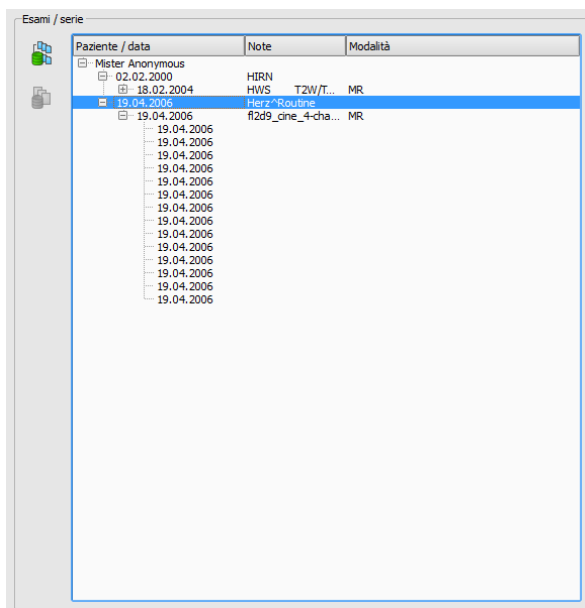 Esami / serie
Paziente / data Note Modalità
Mister Anonymous
02.02.2000 HIRN
18.02.2004 HWS T2W/T... MR
19.04.2006 Herz^Routine
19.04.2006 fl2d9_cine_4-cha... MR
19.04.2006
19.04.2006
19.04.2006
19.04.2006
19.04.2006
19.04.2006
19.04.2006
19.04.2006
19.04.2006
19.04.2006
19.04.2006
19.04.2006
19.04.2006
19.04.2006